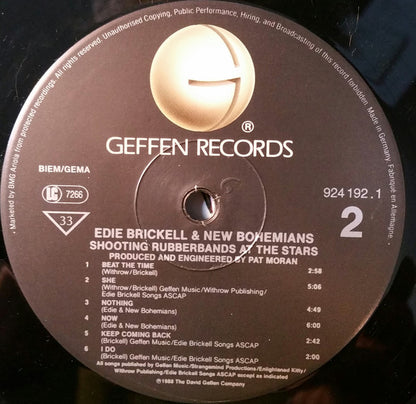 All rights reserved. Unauthorised Copying, Public Performance, Hiring, and Broadcasting of this record forbidden. Made in Germany. Fabriqué en Allemagne.
G
®
GEFFEN RECORDS
BIEM/GEMA
LC 7266
33
924 192.1
2
EDIE BRICKELL & NEW BOHEMIANS
SHOOTING RUBBERBANDS AT THE STARS
PRODUCED AND ENGINEERED BY PAT MORAN
1 BEAT THE TIME
(Withrow/Brickell) 2:58
2 SHE
(Withrow/Brickell) Geffen Music/Withrow Publishing/ 5:06
Edie Brickell Songs ASCAP
3 NOTHING
(Edie & New Bohemians) 4:49
4 NOW
(Edie & New Bohemians) 6:00
5 KEEP COMING BACK
(Brickell) Geffen Music/Edie Brickell Songs ASCAP 2:42
6 I DO
(Brickell) Geffen Music/Edie Brickell Songs ASCAP 2:00
All songs published by Geffen Music/Strangemind Productions/Enlightened Kitty/
Withrow Publishing/Edie Brickell Songs ASCAP except as indicated
℗ 1988 The David Geffen Company
• Marketed by BMG Ariola from protected recordings.